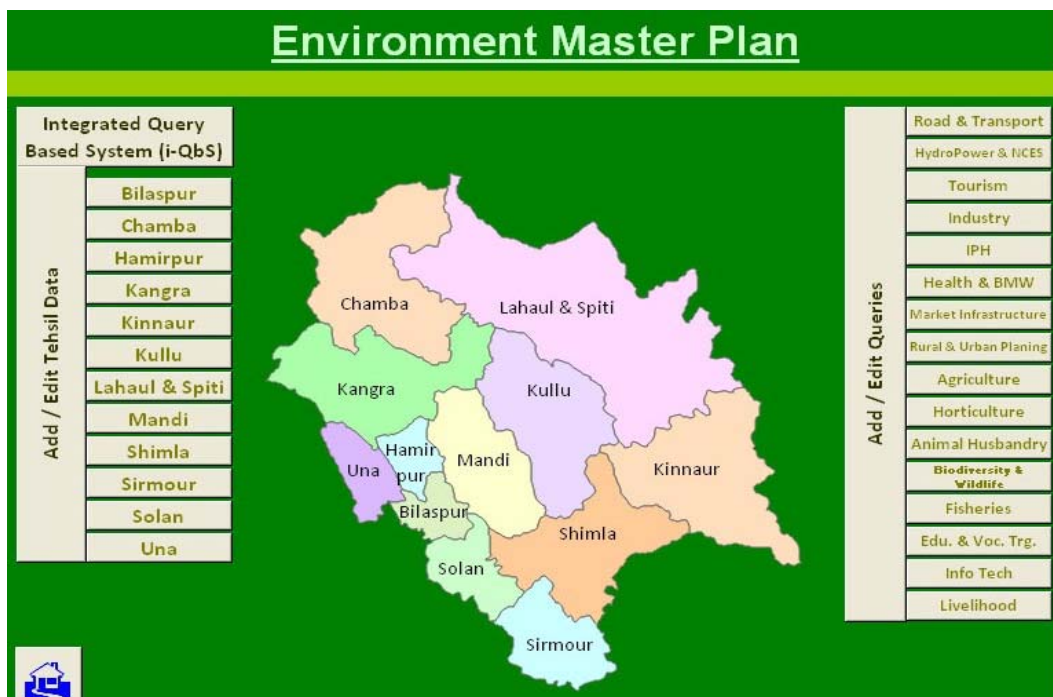 Environment Master Plan
Integrated Query
Based System (i-QbS)
Add / Edit Tehsil Data
Bilaspur
Chamba
Hamirpur
Kangra
Kinnaur
Kullu
Lahaul & Spiti
Mandi
Shimla
Sirmour
Solan
Una
Chamba
Lahaul & Spiti
Kangra
Kullu
Una
Hamir
pur
Mandi
Kinnaur
Bilaspur
Shimla
Solan
Sirmour
Add / Edit Queries
Road & Transport
HydroPower & NCES
Tourism
Industry
IPH
Health & BMW
Market Infrastructure
Rural & Urban Planing
Agriculture
Horticulture
Animal Husbandry
Biodiversity &
Wildlife
Fisheries
Edu. & Voc. Trg.
Info Tech
Livelihood